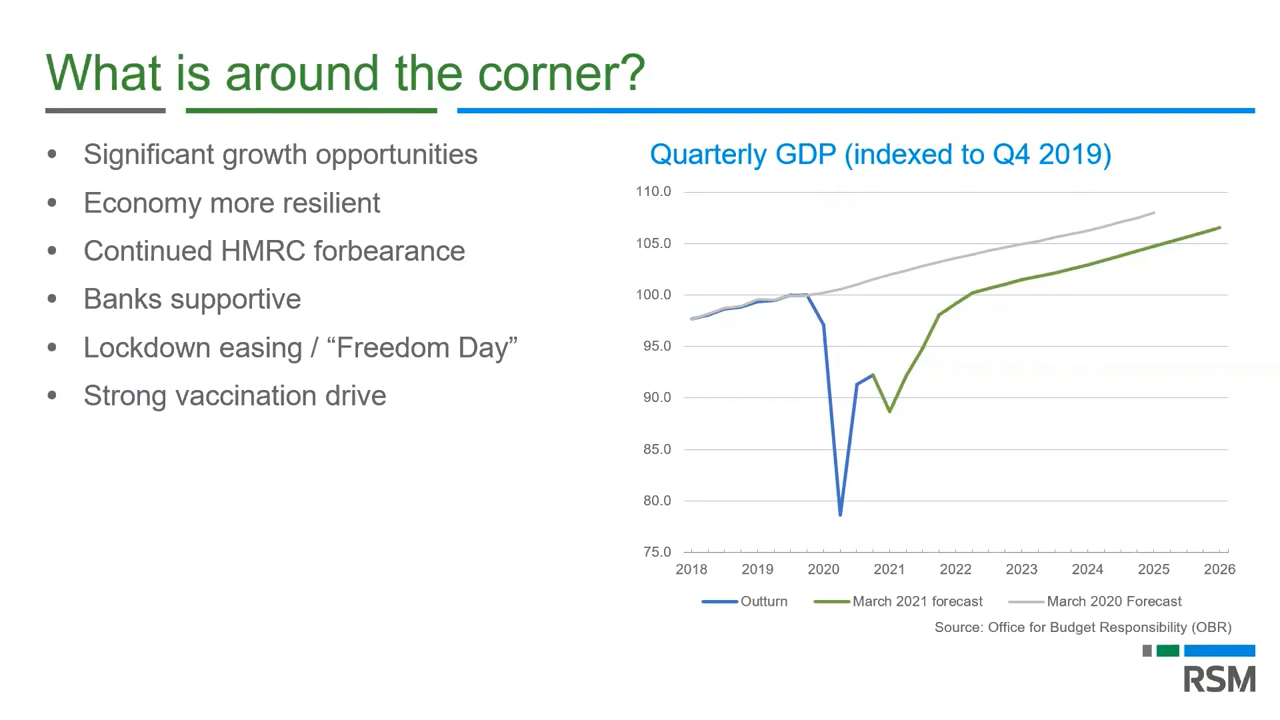 What is around the corner?
• Significant growth opportunities
• Economy more resilient
• Continued HMRC forbearance
• Banks supportive
• Lockdown easing / “Freedom Day”
• Strong vaccination drive
Quarterly GDP (indexed to Q4 2019)
110.0
105.0
100.0
95.0
90.0
85.0
80.0
75.0
2018 2019 2020 2021 2022 2023 2024 2025 2026
Outturn March 2021 forecast March 2020 Forecast
Source: Office for Budget Responsibility (OBR)
RSM